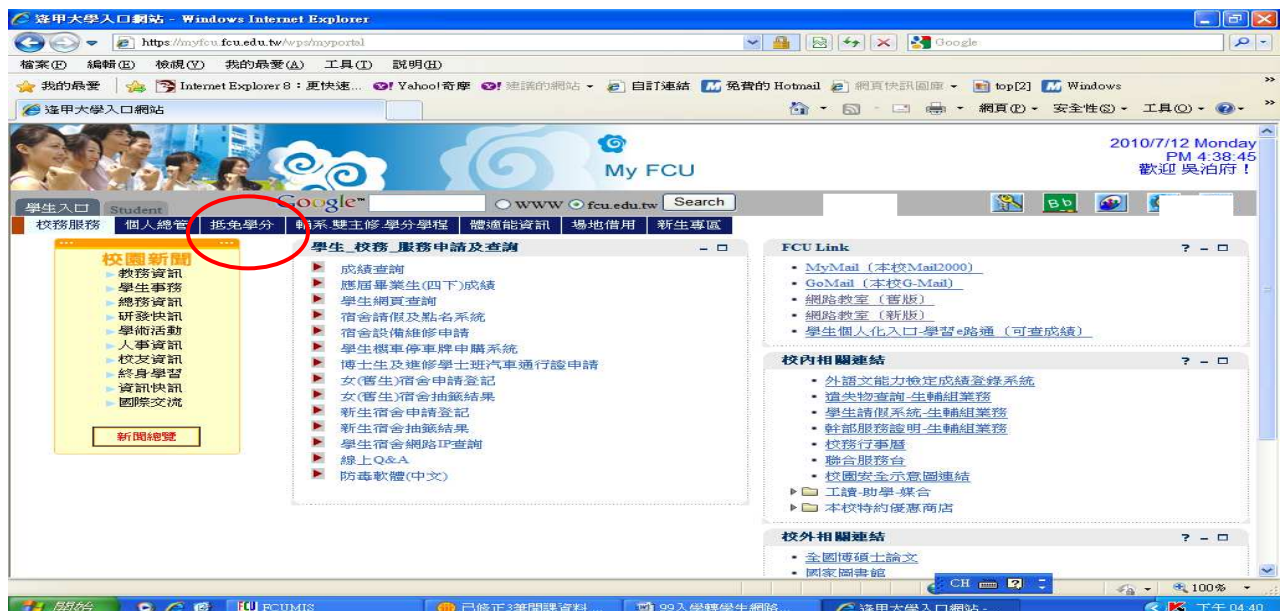 逢甲大學入口網站 - Windows Internet Explorer
https://myfcu.fcu.edu.tw/wps/myportal
Google
檔案(F) 編輯(E) 檢視(V) 我的最愛(A) 工具(T) 說明(H)
我的最愛 Internet Explorer 8：更快速... Yahoo!奇摩 建議的網站 自訂連結 免費的 Hotmail 網頁快訊圖庫 top[2] Windows
逢甲大學入口網站 網頁(P) 安全性(S) 工具(O)
My FCU
2010/7/12 Monday
PM 4:38:45
歡迎 吳泊府！
學生入口 Student Google™ WWW fcu.edu.tw Search
校務服務 個人總管 抵免學分 輔系.雙主修.學分學程 體適能資訊 場地借用 新生專區
校園新聞
教務資訊
學生事務
總務資訊
研發快訊
學術活動
人事資訊
校友資訊
終身學習
資訊快訊
國際交流
新聞總覽
學生_校務_服務申請及查詢
成績查詢
應屆畢業生(四下)成績
學生網頁查詢
宿舍請假及點名系統
宿舍設備維修申請
學生機車停車牌申購系統
博士生及進修學士班汽車通行證申請
女(舊生)宿舍申請登記
女(舊生)宿舍抽籤結果
新生宿舍申請登記
新生宿舍抽籤結果
學生宿舍網路IP查詢
線上Q&A
防毒軟體(中文)
FCU Link
MyMail（本校Mail2000）
GoMail（本校G-Mail）
網路教室（舊版）
網路教室（新版）
學生個人化入口-學習e路通（可查成績）
校內相關連結
外語文能力檢定成績登錄系統
遺失物查詢-生輔組業務
學生請假系統-生輔組業務
幹部服務證明-生輔組業務
校務行事曆
聯合服務台
校園安全示意圖連結
工讀-助學-媒合
本校特約優惠商店
校外相關連結
全國博碩士論文
國家圖書館
CH
100%
開始 FCUMIS 已修正3筆開課資料... 99入學轉學生網路... 逢甲大學入口網站 -... 下午 04:40